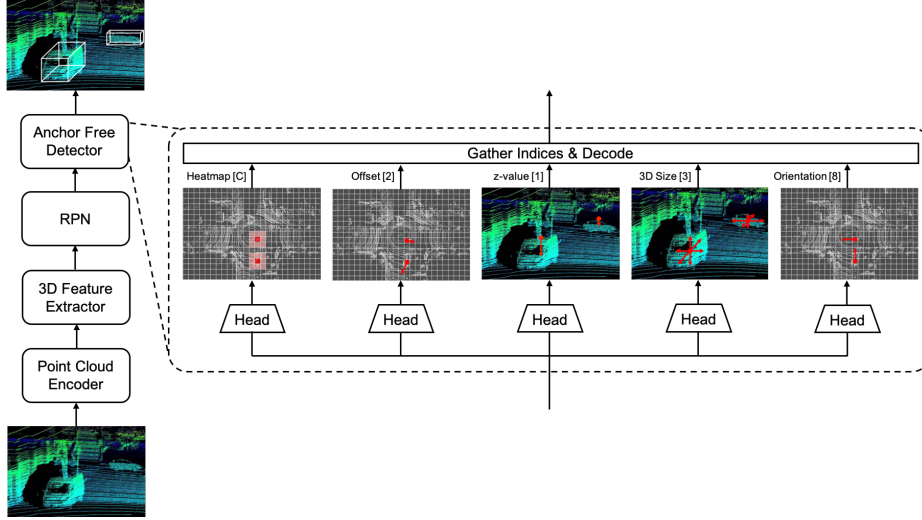 Anchor Free
Detector
RPN
3D Feature
Extractor
Point Cloud
Encoder
Gather Indices & Decode
Heatmap [C]
Offset [2]
z-value [1]
3D Size [3]
Orientation [8]
Head
Head
Head
Head
Head